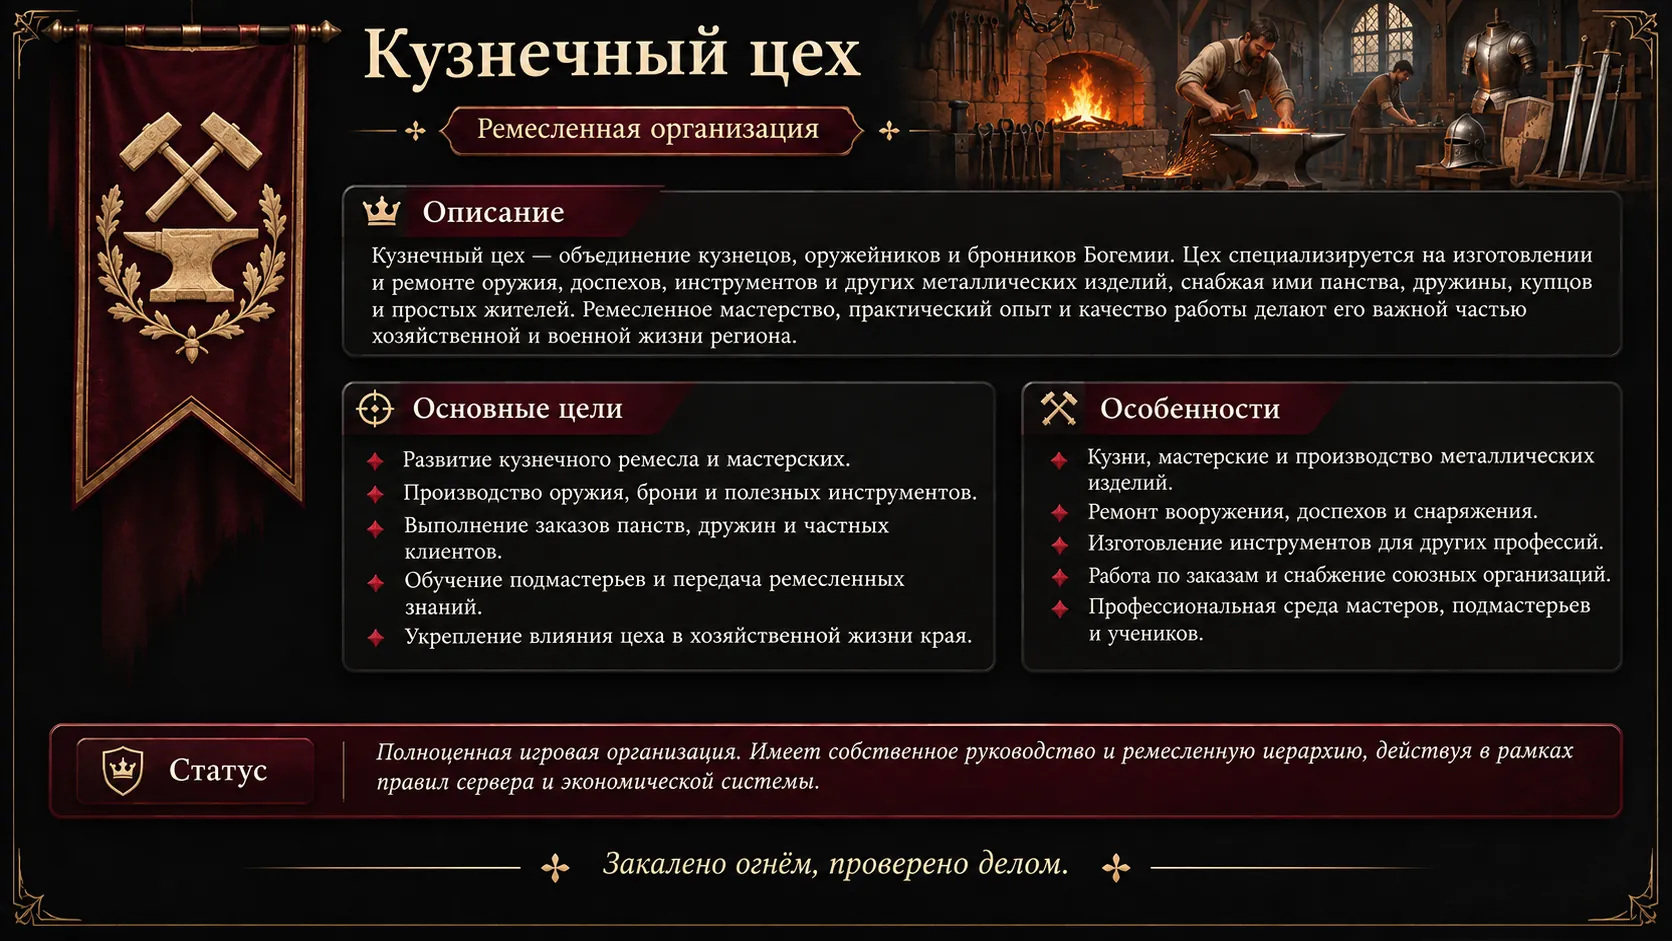 Кузнечный цех
Ремесленная организация
Описание
Кузнечный цех — объединение кузнецов, оружейников и бронников Богемии. Цех специализируется на изготовлении
и ремонте оружия, доспехов, инструментов и других металлических изделий, снабжая ими панства, дружины, купцов
и простых жителей. Ремесленное мастерство, практический опыт и качество работы делают его важной частью
хозяйственной и военной жизни региона.
Основные цели
Развитие кузнечного ремесла и мастерских.
Производство оружия, брони и полезных инструментов.
Выполнение заказов панств, дружин и частных
клиентов.
Обучение подмастерьев и передача ремесленных
знаний.
Укрепление влияния цеха в хозяйственной жизни края.
Особенности
Кузни, мастерские и производство металлических
изделий.
Ремонт вооружения, доспехов и снаряжения.
Изготовление инструментов для других профессий.
Работа по заказам и снабжение союзных организаций.
Профессиональная среда мастеров, подмастерьев
и учеников.
Статус
Полноценная игровая организация. Имеет собственное руководство и ремесленную иерархию, действуя в рамках
правил сервера и экономической системы.
Закалено огнём, проверено делом.